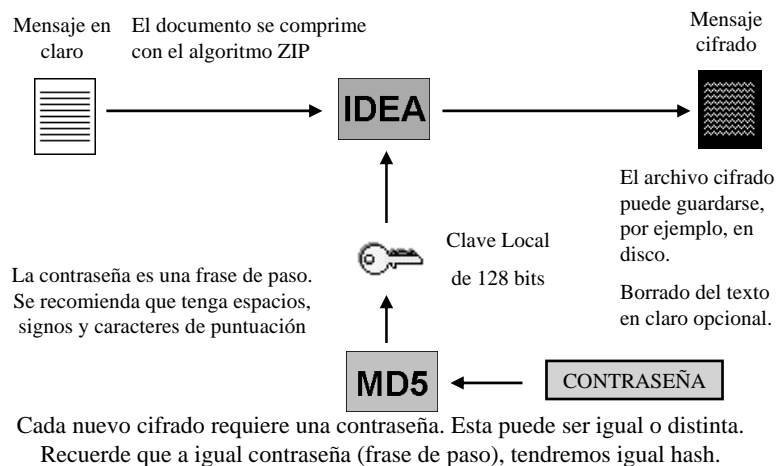 Mensaje en
claro
El documento se comprime
con el algoritmo ZIP
Mensaje
cifrado
IDEA
El archivo cifrado
puede guardarse,
por ejemplo, en
disco.
Borrado del texto
en claro opcional.
Clave Local
de 128 bits
La contraseña es una frase de paso.
Se recomienda que tenga espacios,
signos y caracteres de puntuación
MD5
CONTRASEÑA
Cada nuevo cifrado requiere una contraseña. Esta puede ser igual o distinta.
Recuerde que a igual contraseña (frase de paso), tendremos igual hash.